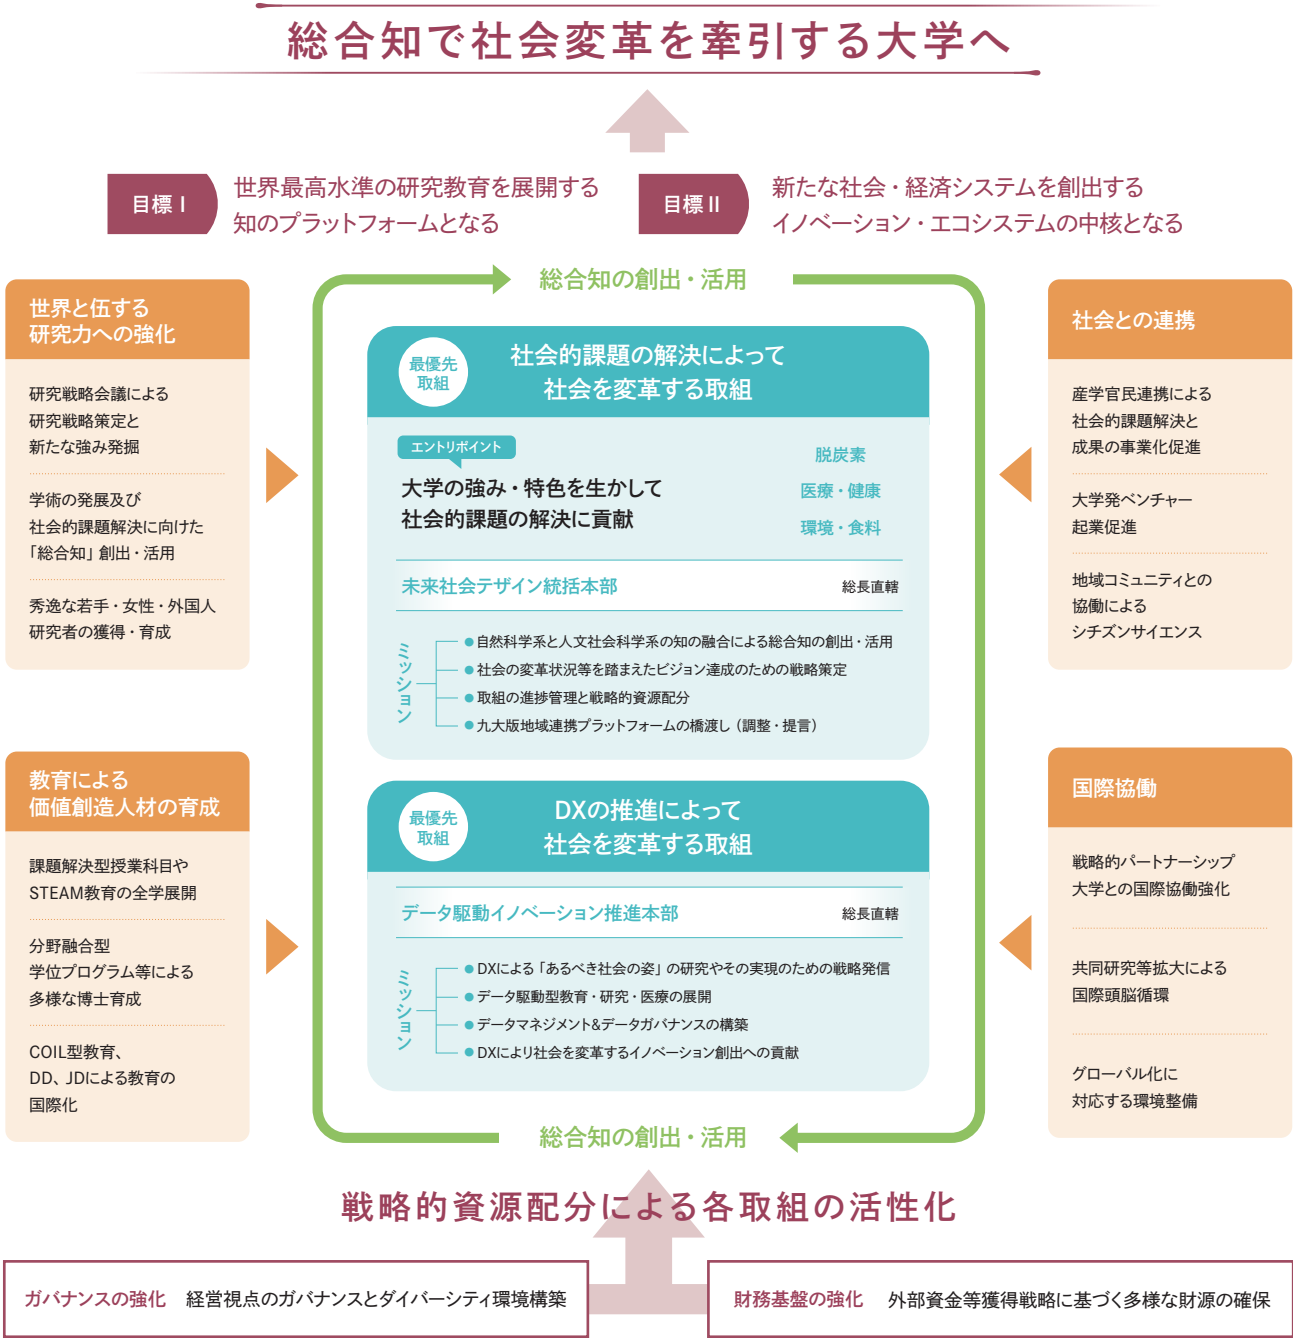 総合知で社会変革を牽引する大学へ
目標 I
世界最高水準の研究教育を展開する
知のプラットフォームとなる
目標 II
新たな社会・経済システムを創出する
イノベーション・エコシステムの中核となる
総合知の創出・活用
世界と伍する
研究力への強化
研究戦略会議による
研究戦略策定と
新たな強み発掘
学術の発展及び
社会的課題解決に向けた
「総合知」創出・活用
秀逸な若手・女性・外国人
研究者の獲得・育成
教育による
価値創造人材の育成
課題解決型授業科目や
STEAM教育の全学展開
分野融合型
学位プログラム等による
多様な博士育成
COIL型教育、
DD、JDによる教育の
国際化
最優先
取組
社会的課題の解決によって
社会を変革する取組
エントリポイント
大学の強み・特色を生かして
社会的課題の解決に貢献
脱炭素
医療・健康
環境・食料
未来社会デザイン統括本部
総長直轄
ミッション
●自然科学系と人文社会科学系の知の融合による総合知の創出・活用
●社会の変革状況等を踏まえたビジョン達成のための戦略策定
●取組の進捗管理と戦略的資源配分
●九大版地域連携プラットフォームの橋渡し（調整・提言）
最優先
取組
DXの推進によって
社会を変革する取組
データ駆動イノベーション推進本部
総長直轄
ミッション
●DXによる「あるべき社会の姿」の研究やその実現のための戦略発信
●データ駆動型教育・研究・医療の展開
●データマネジメント&データガバナンスの構築
●DXにより社会を変革するイノベーション創出への貢献
社会との連携
産学官民連携による
社会的課題解決と
成果の事業化促進
大学発ベンチャー
起業促進
地域コミュニティとの
協働による
シチズンサイエンス
国際協働
戦略的パートナーシップ
大学との国際協働強化
共同研究等拡大による
国際頭脳循環
グローバル化に
対応する環境整備
総合知の創出・活用
戦略的資源配分による各取組の活性化
ガバナンスの強化 経営視点のガバナンスとダイバーシティ環境構築
財務基盤の強化 外部資金等獲得戦略に基づく多様な財源の確保